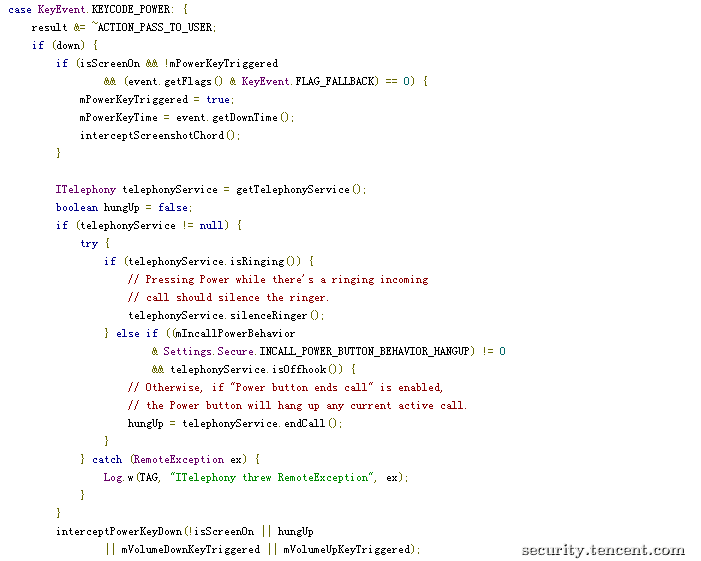 case KeyEvent.KEYCODE_POWER: {
result &= ~ACTION_PASS_TO_USER;
if (down) {
if (isScreenOn && !mPowerKeyTriggered
&& (event.getFlags() & KeyEvent.FLAG_FALLBACK) == 0) {
mPowerKeyTriggered = true;
mPowerKeyTime = event.getDownTime();
interceptScreenshotChord();
}
ITelephony telephonyService = getTelephonyService();
boolean hungUp = false;
if (telephonyService != null) {
try {
if (telephonyService.isRinging()) {
// Pressing Power while there's a ringing incoming
// call should silence the ringer.
telephonyService.silenceRinger();
} else if ((mIncallPowerBehavior
& Settings.Secure.INCALL_POWER_BUTTON_BEHAVIOR_HANGUP) != 0
&& telephonyService.isOffhook()) {
// Otherwise, if "Power button ends call" is enabled,
// the Power button will hang up any current active call.
hungUp = telephonyService.endCall();
}
} catch (RemoteException ex) {
Log.w(TAG, "ITelephony threw RemoteException", ex);
}
}
interceptPowerKeyDown(!isScreenOn || hungUp
|| mVolumeDownKeyTriggered || mVolumeUpKeyTriggered);
security.tencent.com